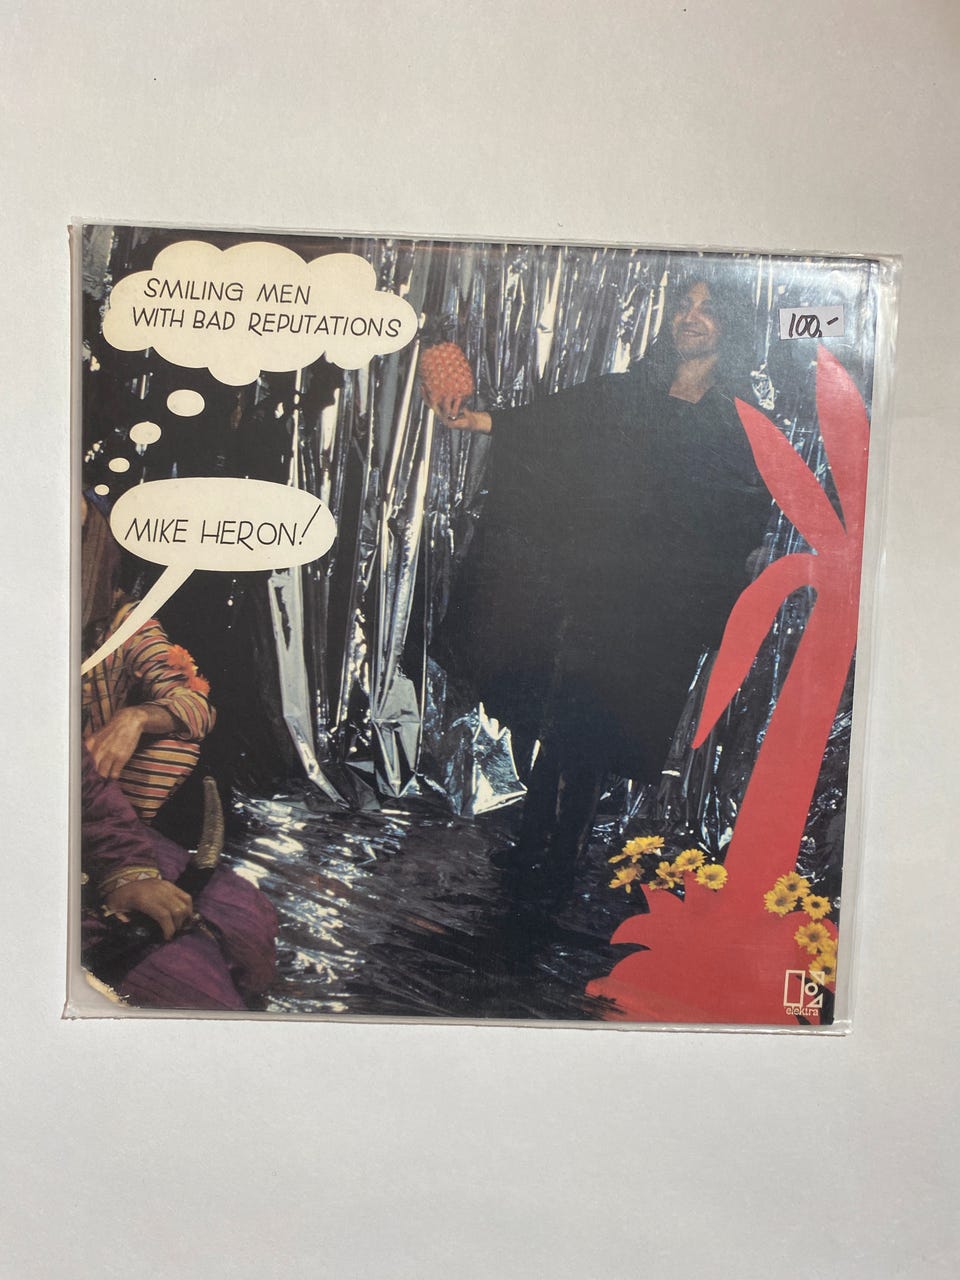 SMILING MEN
WITH BAD REPUTATIONS
100,-
MIKE HERON!
elektra